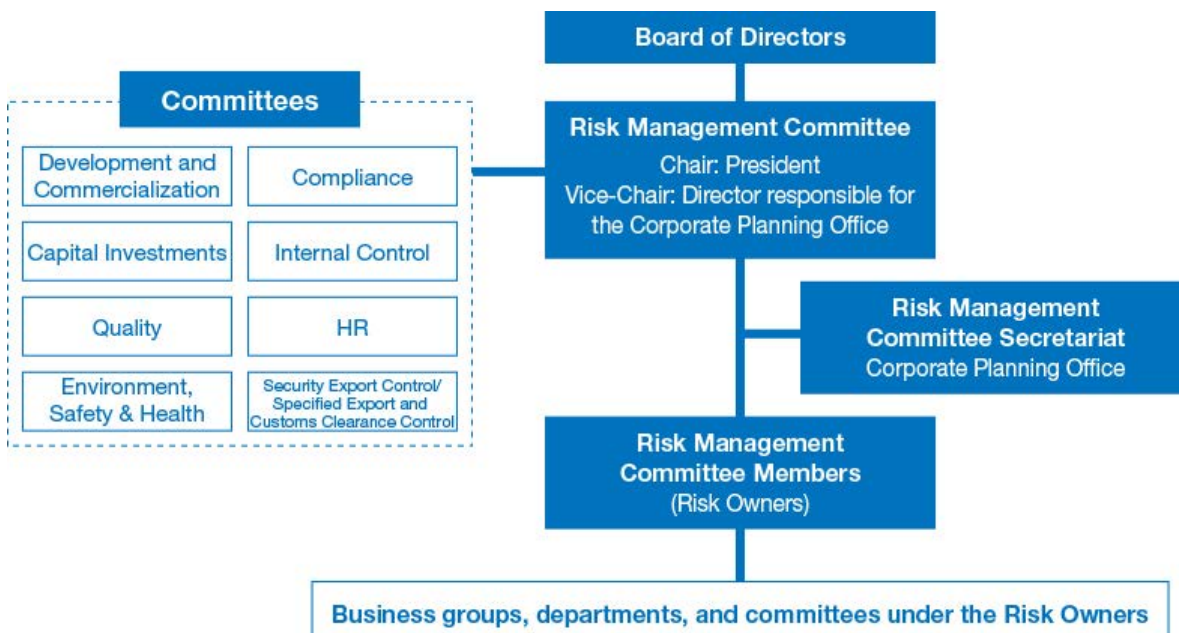 Board of Directors
Committees
Development and
Commercialization
Compliance
Capital Investments
Internal Control
Quality
HR
Environment,
Safety & Health
Security Export Control/
Specified Export and
Customs Clearance Control
Risk Management Committee
Chair: President
Vice-Chair: Director responsible for
the Corporate Planning Office
Risk Management
Committee Secretariat
Corporate Planning Office
Risk Management
Committee Members
(Risk Owners)
Business groups, departments, and committees under the Risk Owners